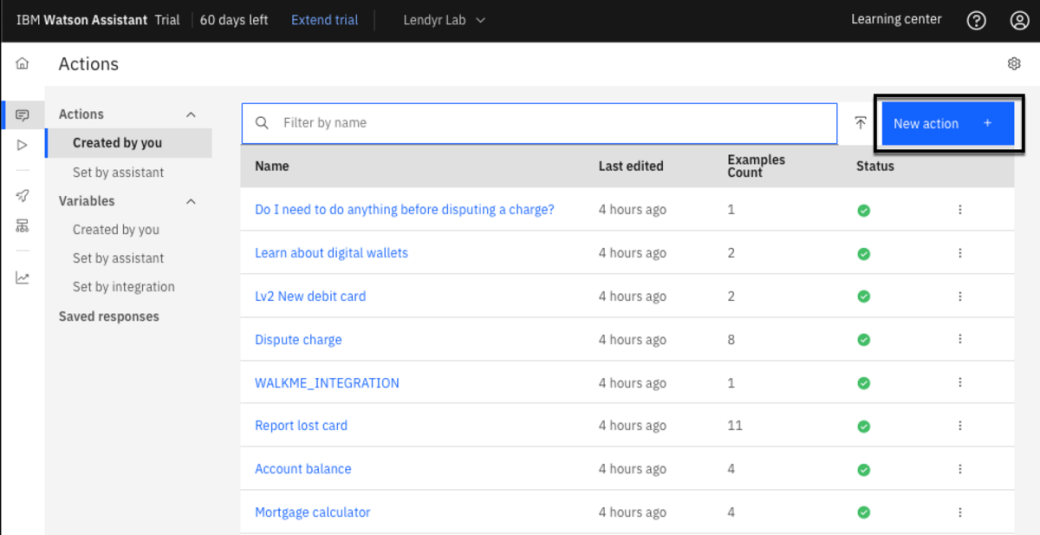 IBM Watson Assistant Trial 60 days left Extend trial Lendyr Lab Learning center
Actions
Actions
Created by you
Set by assistant
Variables
Created by you
Set by assistant
Set by integration
Saved responses
Filter by name
New action +
Name Last edited Examples Count Status
Do I need to do anything before disputing a charge? 4 hours ago 1
Learn about digital wallets 4 hours ago 2
Lv2 New debit card 4 hours ago 2
Dispute charge 4 hours ago 8
WALKME_INTEGRATION 4 hours ago 1
Report lost card 4 hours ago 11
Account balance 4 hours ago 4
Mortgage calculator 4 hours ago 4